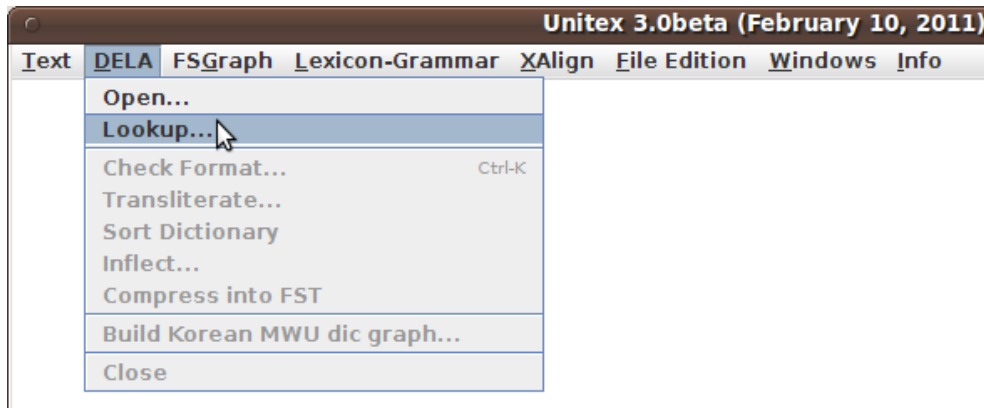 Unitex 3.0beta (February 10, 2011)
Text DELA FSGraph Lexicon-Grammar XAlign File Edition Windows Info
Open...
Lookup...
Check Format... Ctrl-K
Transliterate...
Sort Dictionary
Inflect...
Compress into FST
Build Korean MWU dic graph...
Close